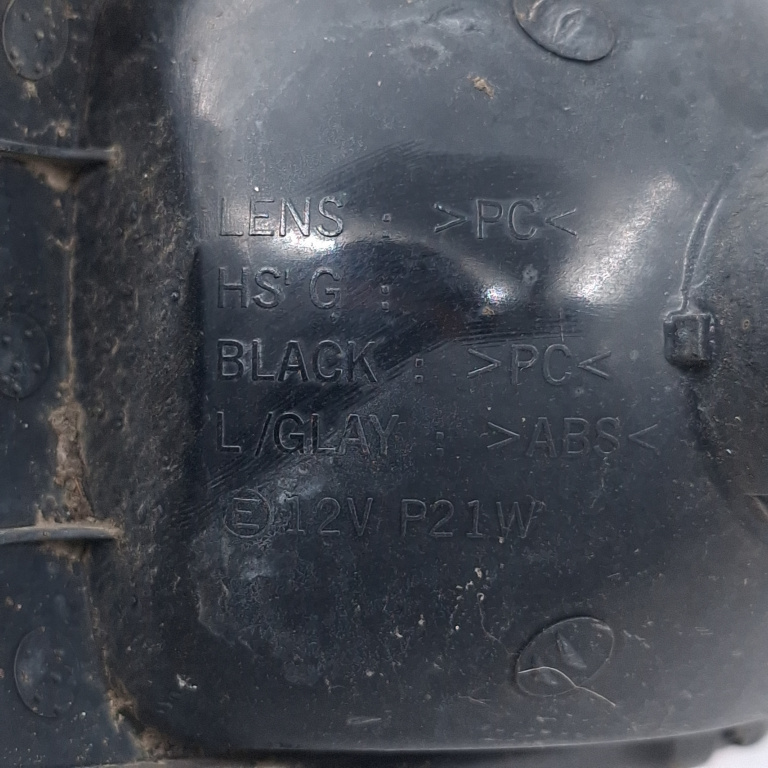 LENS : >PC<
HS'G :
BLACK : >PC<
L/GLAY : >ABS<
Ⓔ 12V P21W